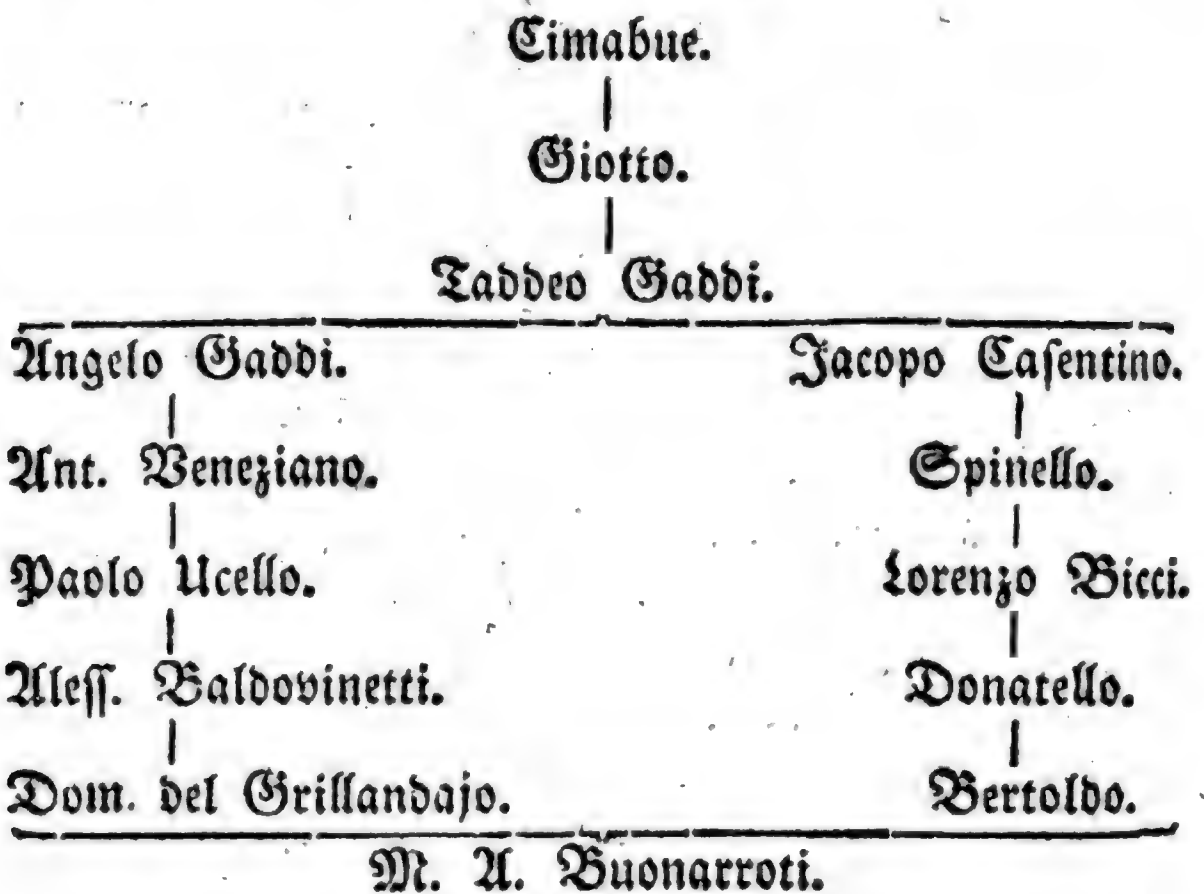 Cimabue.
Giotto.
Taddeo Gaddi.
Angelo Gaddi. Jacopo Caſentino.
Ant. Veneziano. Spinello.
Paolo Ucello. Lorenzo Bicci.
Aleſſ. Baldovinetti. Donatello.
Dom. del Grillandajo. Bertoldo.
M. A. Buonarroti.